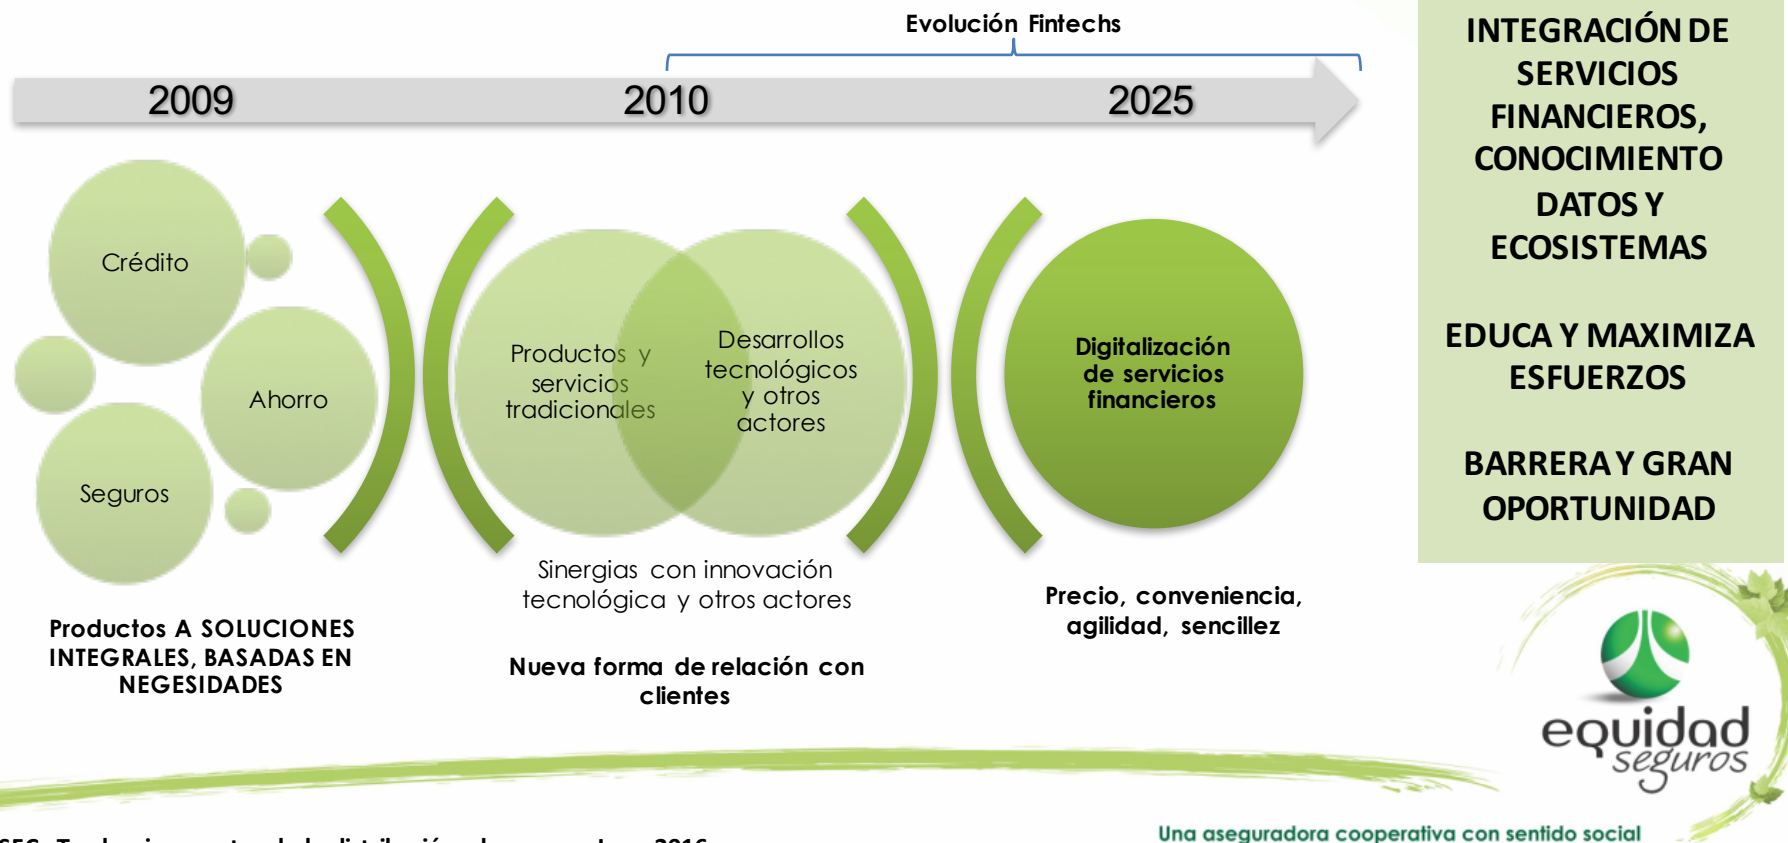 Evolución Fintechs
2009
2010
2025
Crédito
Ahorro
Seguros
Productos A SOLUCIONES
INTEGRALES, BASADAS EN
NEGESIDADES
Productos y
servicios
tradicionales
Desarrollos
tecnológicos
y otros
actores
Sinergias con innovación
tecnológica y otros actores
Nueva forma de relación con
clientes
Digitalización
de servicios
financieros
Precio, conveniencia,
agilidad, sencillez
INTEGRACIÓN DE
SERVICIOS
FINANCIEROS,
CONOCIMIENTO
DATOS Y
ECOSISTEMAS
EDUCA Y MAXIMIZA
ESFUERZOS
BARRERA Y GRAN
OPORTUNIDAD
equidad
seguros
Una aseguradora cooperativa con sentido social